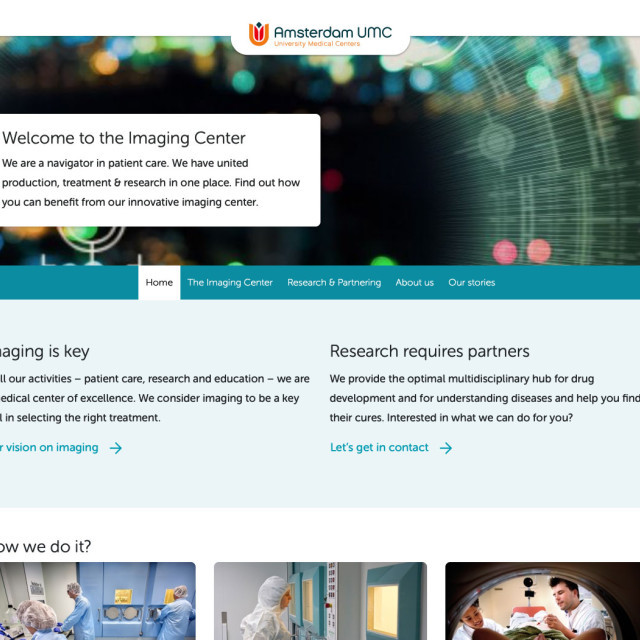 Amsterdam UMC
University Medical Centers
Welcome to the Imaging Center
We are a navigator in patient care. We have united
production, treatment & research in one place. Find out how
you can benefit from our innovative imaging center.
Home The Imaging Center Research & Partnering About us Our stories
is key
our activities – patient care, research and education – we are
center of excellence. We consider imaging to be a key
in selecting the right treatment.
vision on imaging
Research requires partners
We provide the optimal multidisciplinary hub for drug
development and for understanding diseases and help you find
their cures. Interested in what we can do for you?
Let's get in contact
we do it?